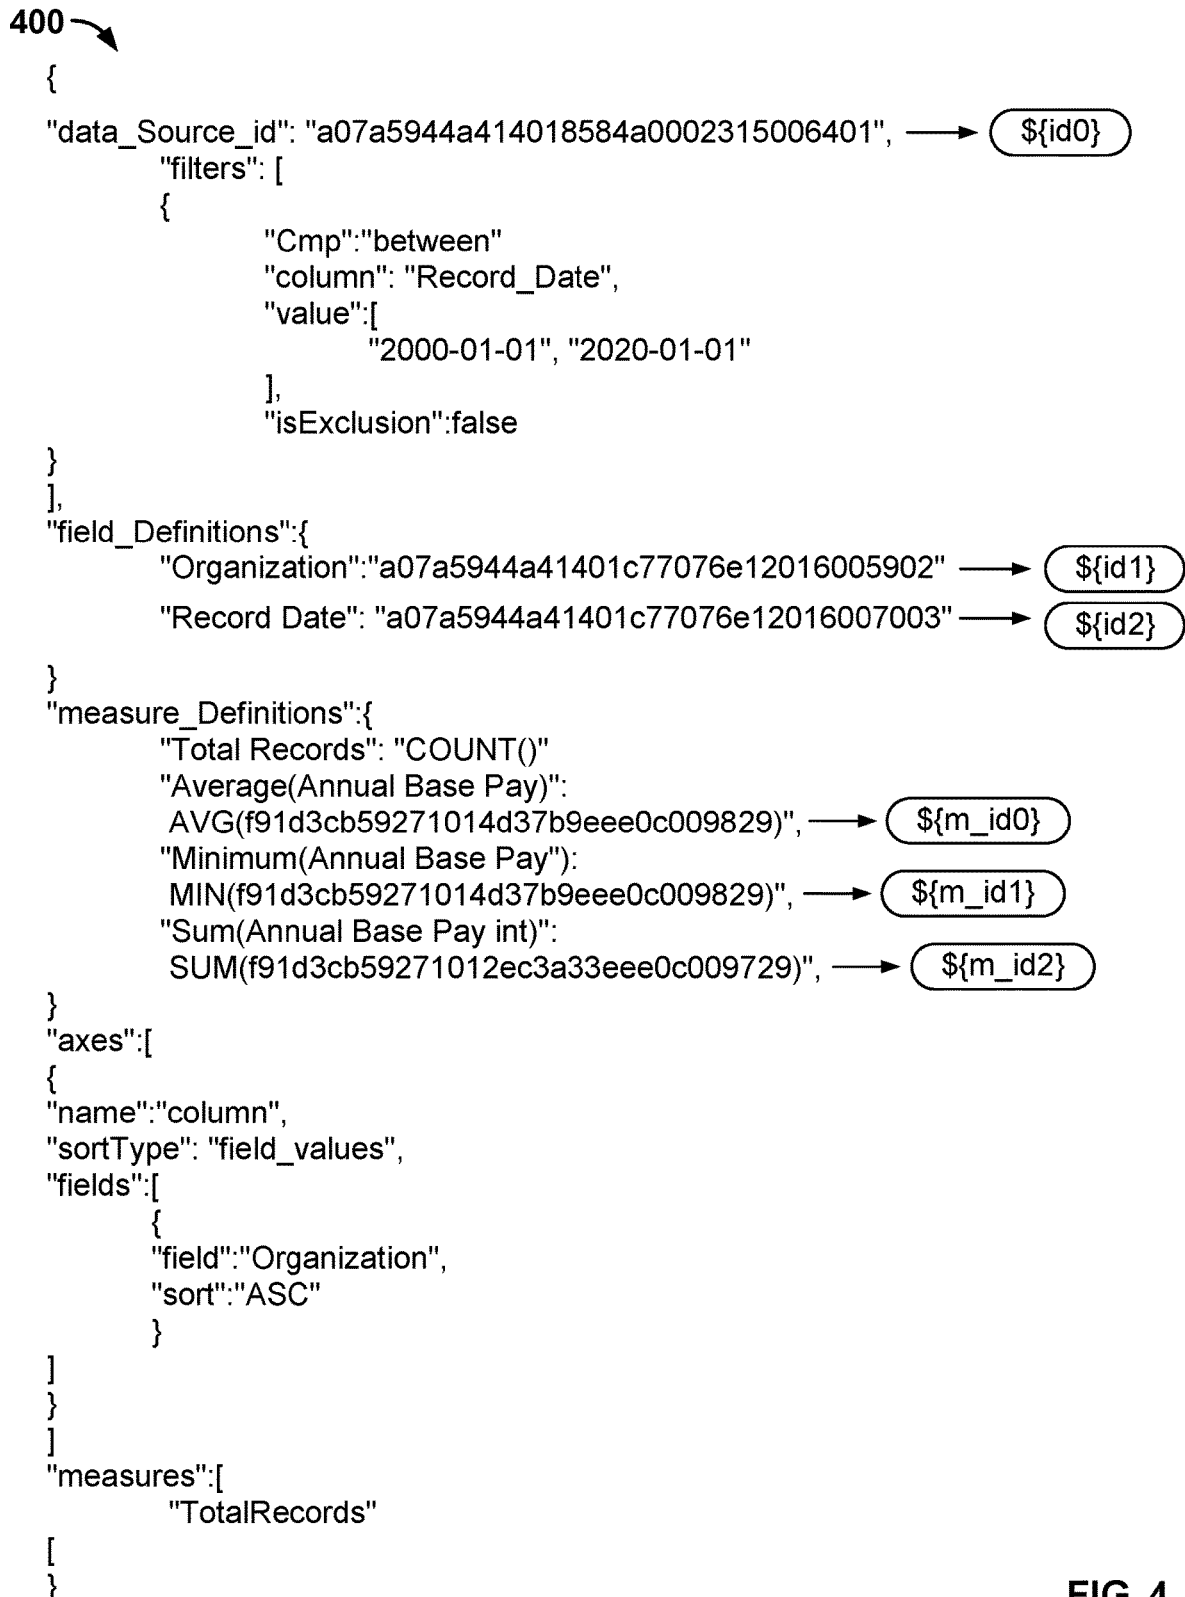 400
{
"data_Source_id": "a07a5944a414018584a0002315006401", ${id0}
"filters": [
{
"Cmp":"between"
"column": "Record_Date",
"value":[
"2000-01-01", "2020-01-01"
],
"isExclusion":false
}
],
"field_Definitions":{
"Organization":"a07a5944a41401c77076e12016005902" ${id1}
"Record Date": "a07a5944a41401c77076e12016007003" ${id2}
}
"measure_Definitions":{
"Total Records": "COUNT()"
"Average(Annual Base Pay)":
AVG(f91d3cb59271014d37b9eee0c009829)", ${m_id0}
"Minimum(Annual Base Pay"):
MIN(f91d3cb59271014d37b9eee0c009829)", ${m_id1}
"Sum(Annual Base Pay int)":
SUM(f91d3cb59271012ec3a33eee0c009729)", ${m_id2}
}
"axes":[
{
"name":"column",
"sortType": "field_values",
"fields":[
{
"field":"Organization",
"sort":"ASC"
}
]
}
]
"measures":[
"TotalRecords"
[
}
FIG. 4